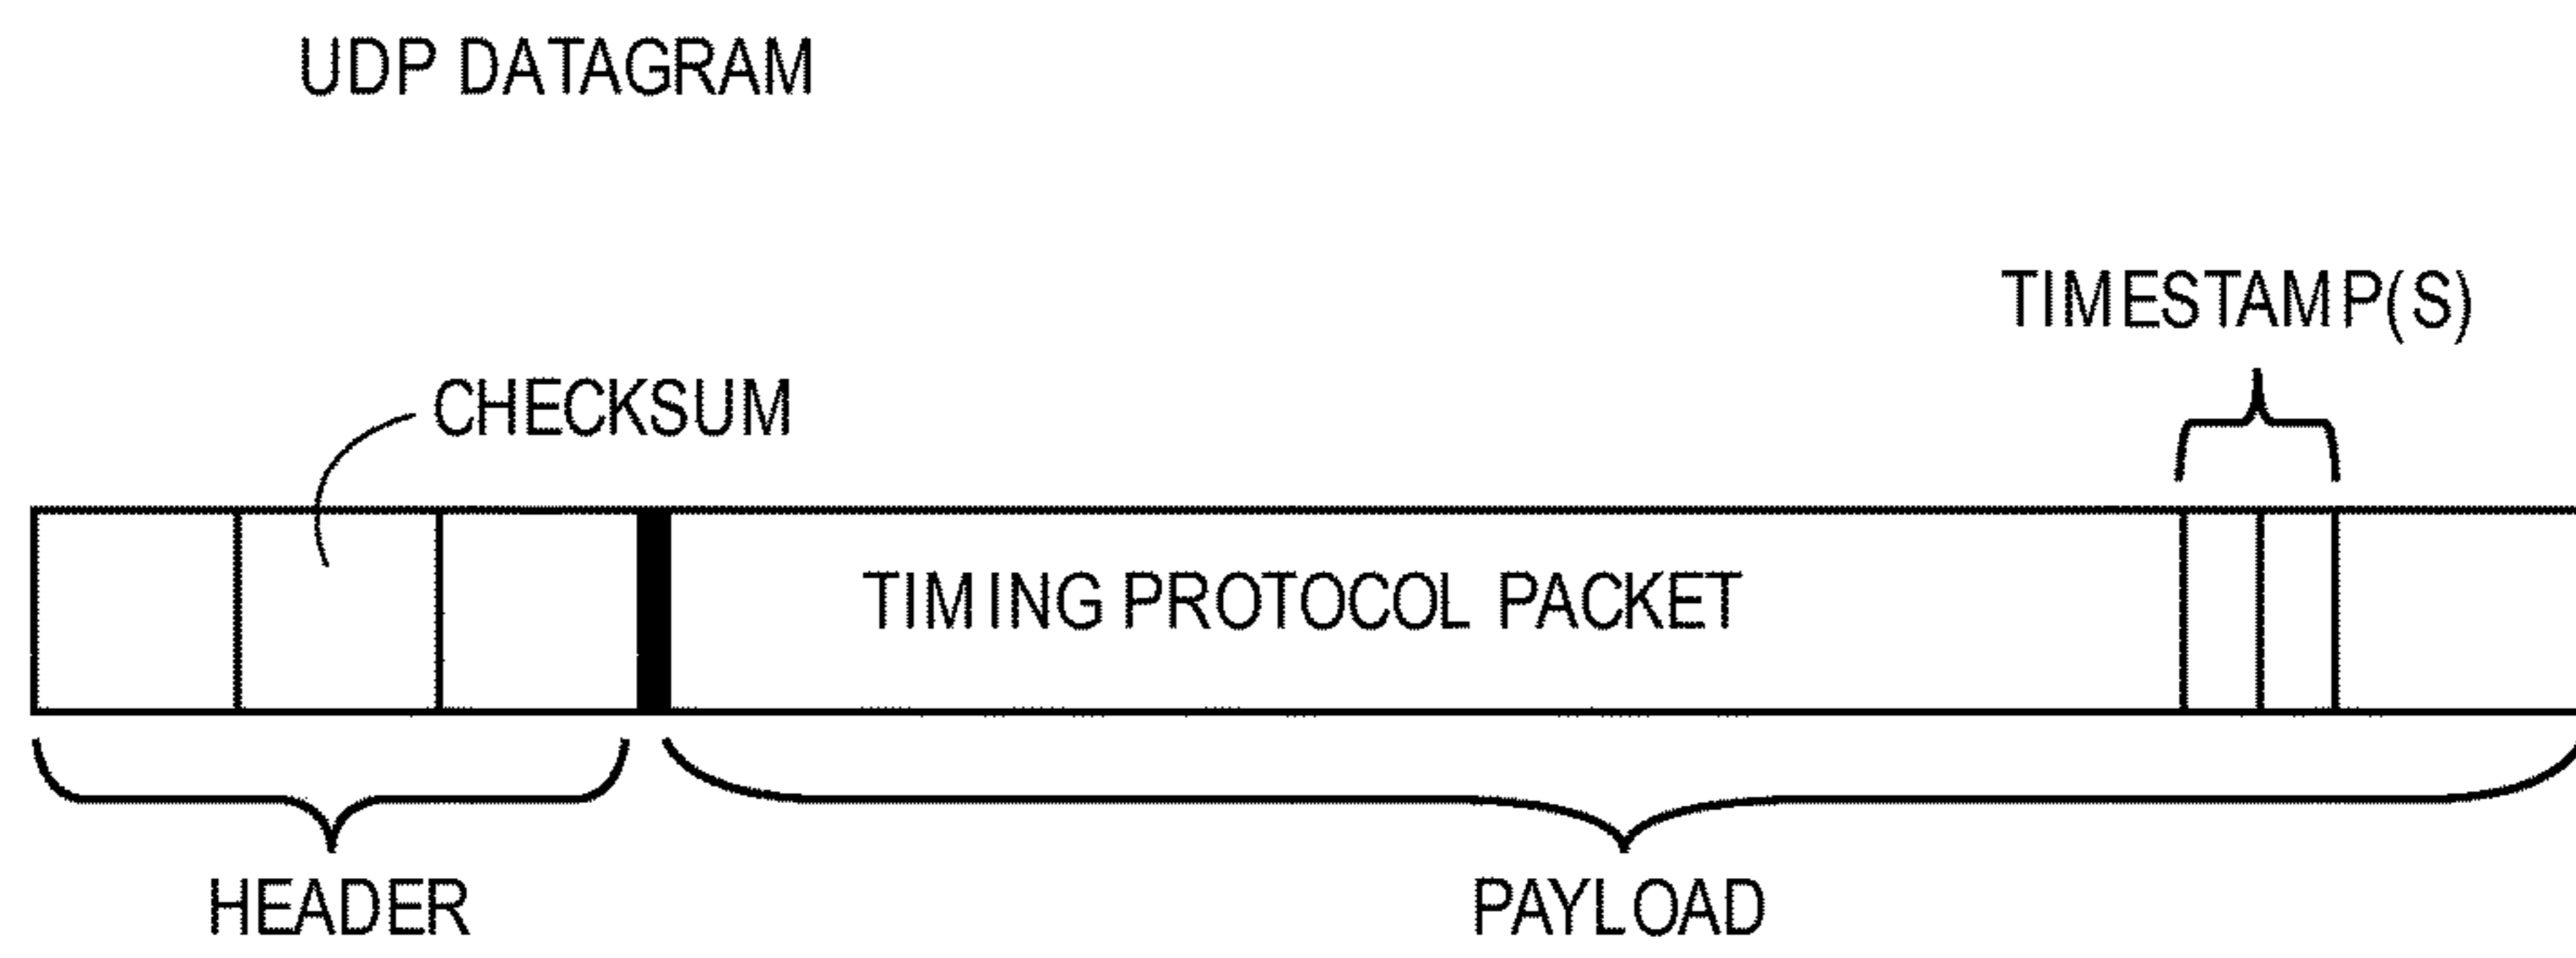 UDP DATAGRAM
TIMESTAMP(S)
CHECKSUM
TIMING PROTOCOL PACKET
HEADER
PAYLOAD